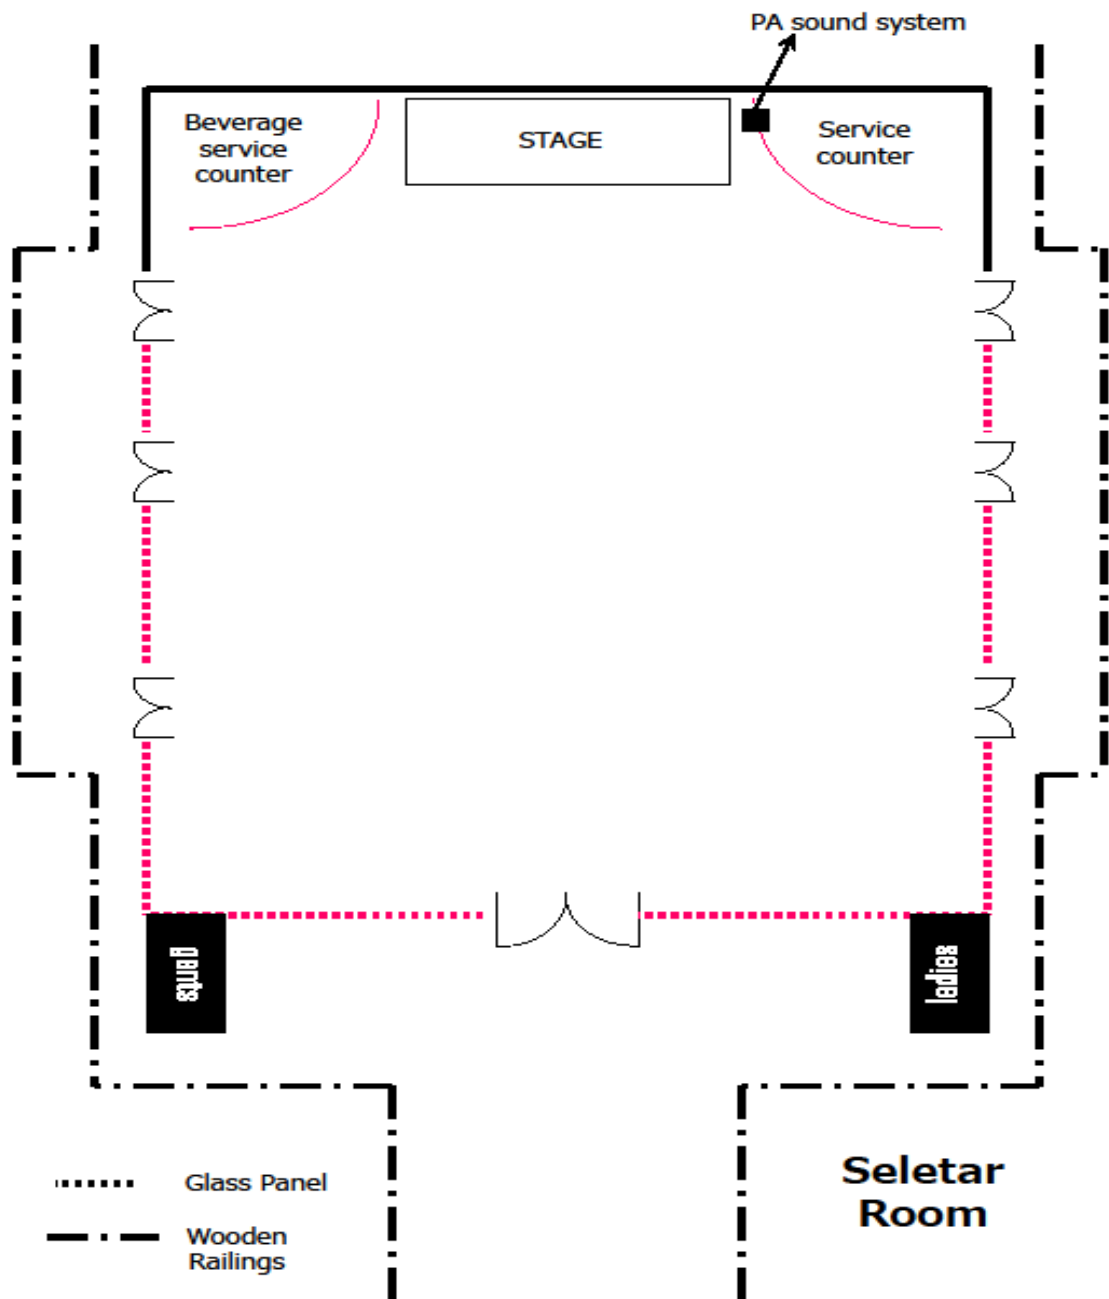 PA sound system
Beverage
service
counter
STAGE
Service
counter
gents
ladies
Glass Panel
Wooden
Railings
Seletar
Room